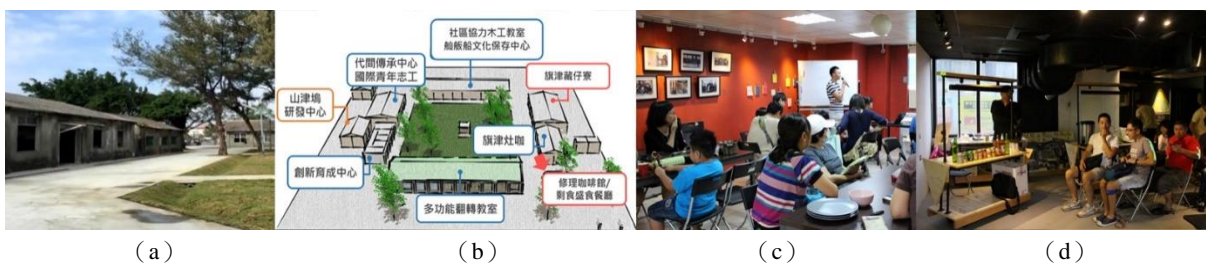 社區協力木工教室
舢舨船文化保存中心
代間傳承中心
國際青年志工
旗津藏仔寮
山津塢
研發中心
旗津灶咖
創新育成中心
修理咖啡館/
剩食盛食餐廳
多功能翻轉教室
(a)
(b)
(c)
(d)